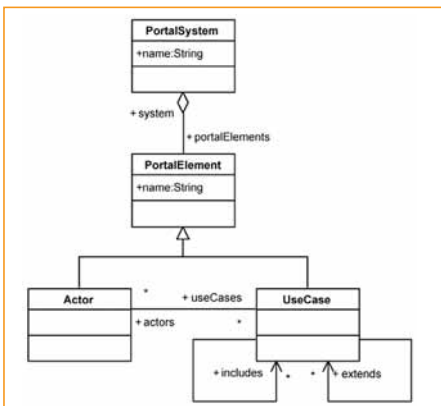 PortalSystem
+name:String
+ system
+ portalElements
PortalElement
+name:String
Actor
*
+ useCases
UseCase
+ actors
*
+ includes
*
*
+ extends